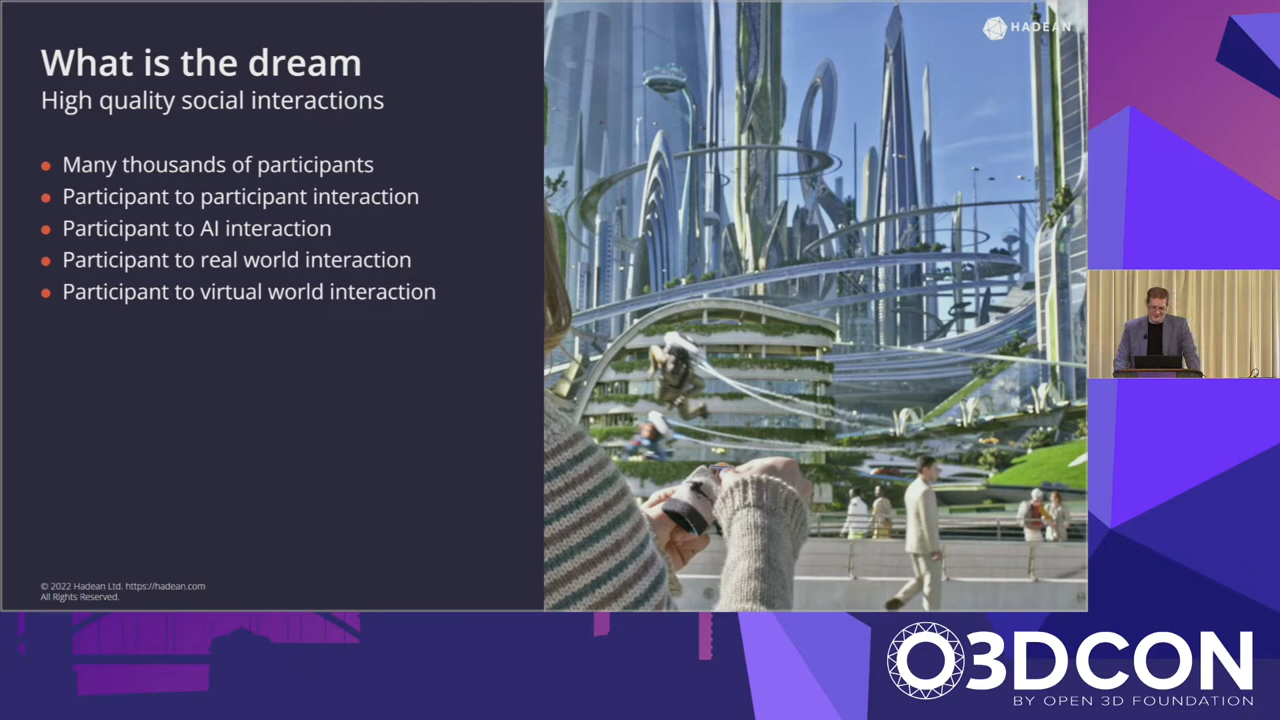 What is the dream
High quality social interactions
Many thousands of participants
Participant to participant interaction
Participant to AI interaction
Participant to real world interaction
Participant to virtual world interaction
© 2022 Hadean Ltd. https://hadean.com
All Rights Reserved.
HADEAN
O3DCON
BY OPEN 3D FOUNDATION